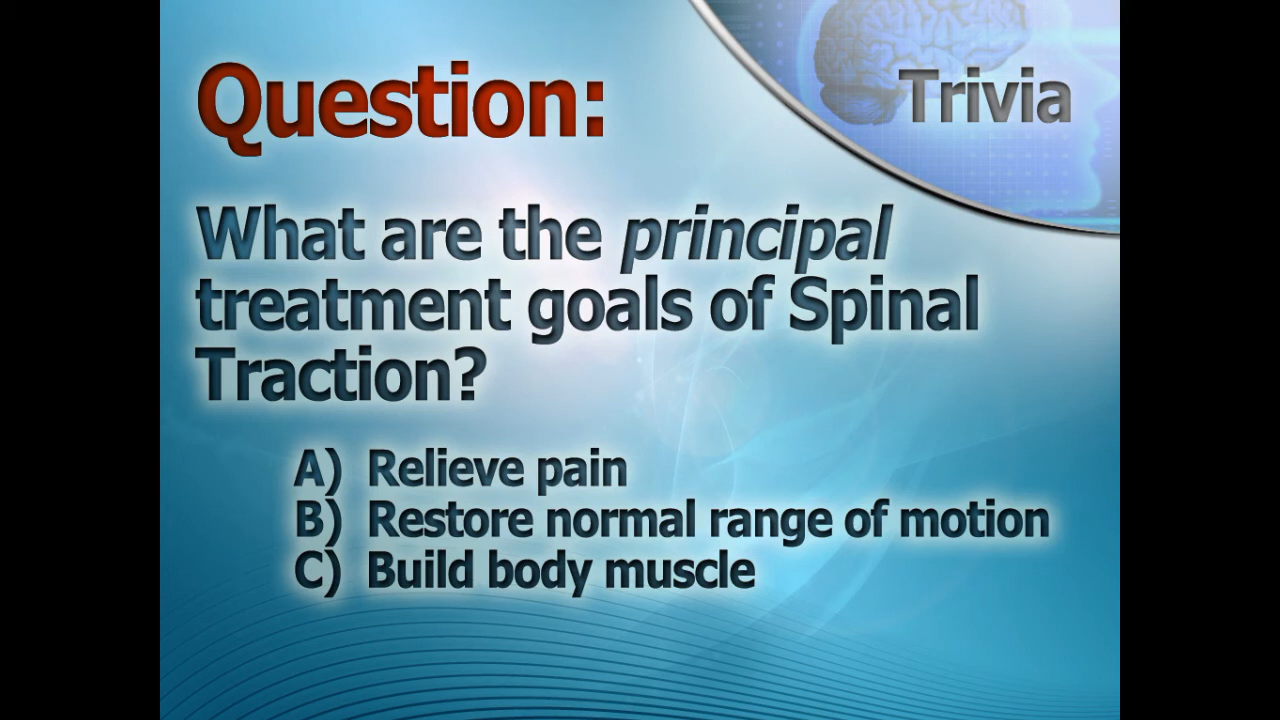 Question:
Trivia
What are the principal
treatment goals of Spinal
Traction?
A) Relieve pain
B) Restore normal range of motion
C) Build body muscle